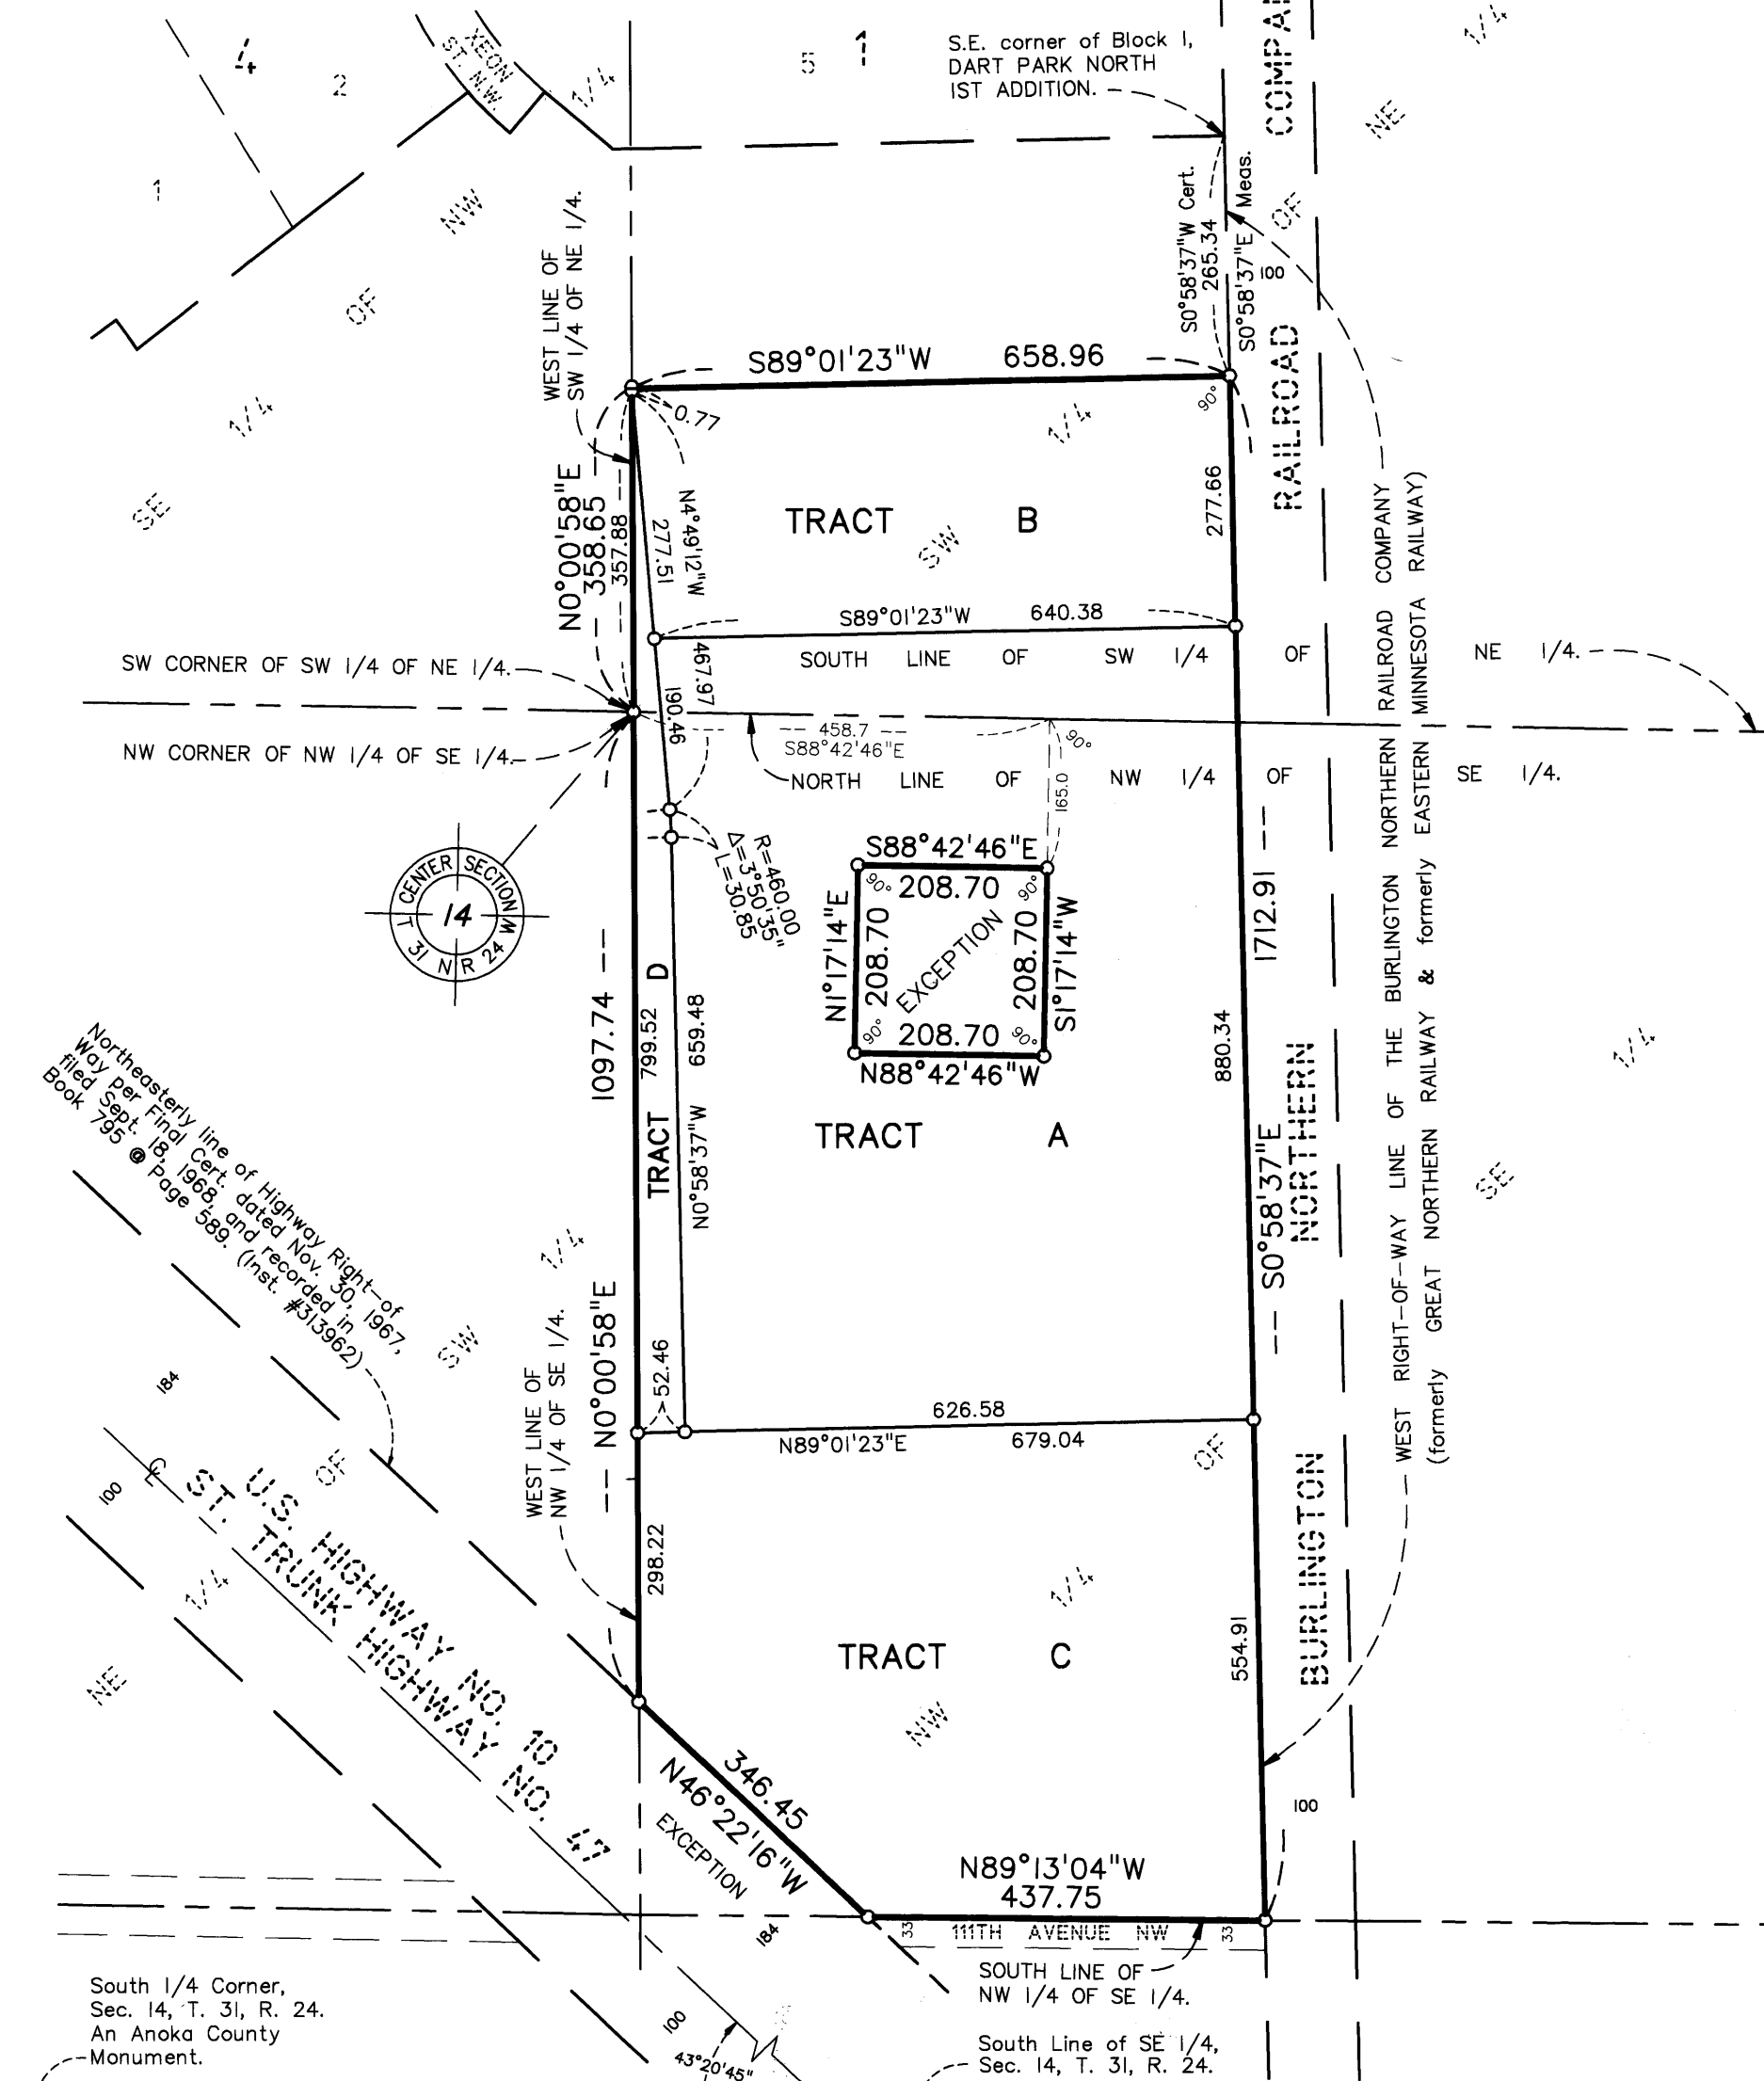 4
2
XEON
ST. N.W.
1/4
5
1
S.E. corner of Block 1,
DART PARK NORTH
1ST ADDITION.
COMPA
1/4
NE
1
NW
OF
1/4
SE
WEST LINE OF
SW 1/4 OF NE 1/4.
S0°58'37"W Cert.
265.34
S0°58'37"E Meas.
OF
100
S89°01'23"W 658.96
0.77
90°
1/4
RAILROAD
N0°00'58"E
358.65
357.88
N4°49'12"W
277.51
TRACT B
SW
277.66
S89°01'23"W 640.38
SW CORNER OF SW 1/4 OF NE 1/4.
467.97
190.46
SOUTH LINE OF SW 1/4 OF NE 1/4.
458.7
S88°42'46"E
90°
NW CORNER OF NW 1/4 OF SE 1/4.
NORTH LINE OF NW 1/4 OF SE 1/4.
165.0
R=460.00
Δ=3°50'35"
L=30.85
CENTER SECTION
14
T 31 N R 24 W
S88°42'46"E
90° 208.70 90°
N1°17'14"E
208.70
EXCEPTION
208.70
S1°17'14"W
90° 208.70 90°
N88°42'46"W
1712.91
1097.74
799.52
TRACT D
659.48
N0°58'37"W
880.34
TRACT A
S0°58'37"E
NORTHERN
WEST RIGHT-OF-WAY LINE OF THE BURLINGTON NORTHERN RAILROAD COMPANY
(formerly GREAT NORTHERN RAILWAY & formerly EASTERN MINNESOTA RAILWAY)
1/4
SE
Northeasterly line of Highway Right-of
Way per Final Cert. dated Nov. 30, 1967,
filed Sept. 18, 1968, and recorded in
Book 795 @ Page 589. (Inst. #313962)
1/4
SW
OF
1/4
NE
184
100
CL
N0°00'58"E
52.46
WEST LINE OF
NW 1/4 OF SE 1/4.
626.58
N89°01'23"E 679.04
OF
298.22
U.S. HIGHWAY NO. 10
ST. TRUNK HIGHWAY NO. 47
BURLINGTON
1/4
554.91
TRACT C
NW
346.45
N46°22'16"W
EXCEPTION
100
N89°13'04"W
437.75
184
33 111TH AVENUE NW 33
SOUTH LINE OF
NW 1/4 OF SE 1/4.
South 1/4 Corner,
Sec. 14, T. 31, R. 24.
An Anoka County
Monument.
100
43°20'45"
South Line of SE 1/4,
Sec. 14, T. 31, R. 24.